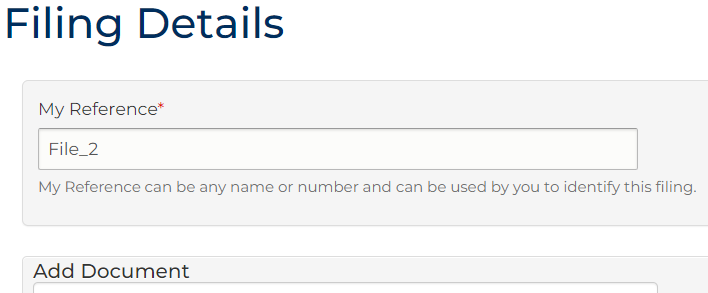 Filing Details
My Reference*
File_2
My Reference can be any name or number and can be used by you to identify this filing.
Add Document